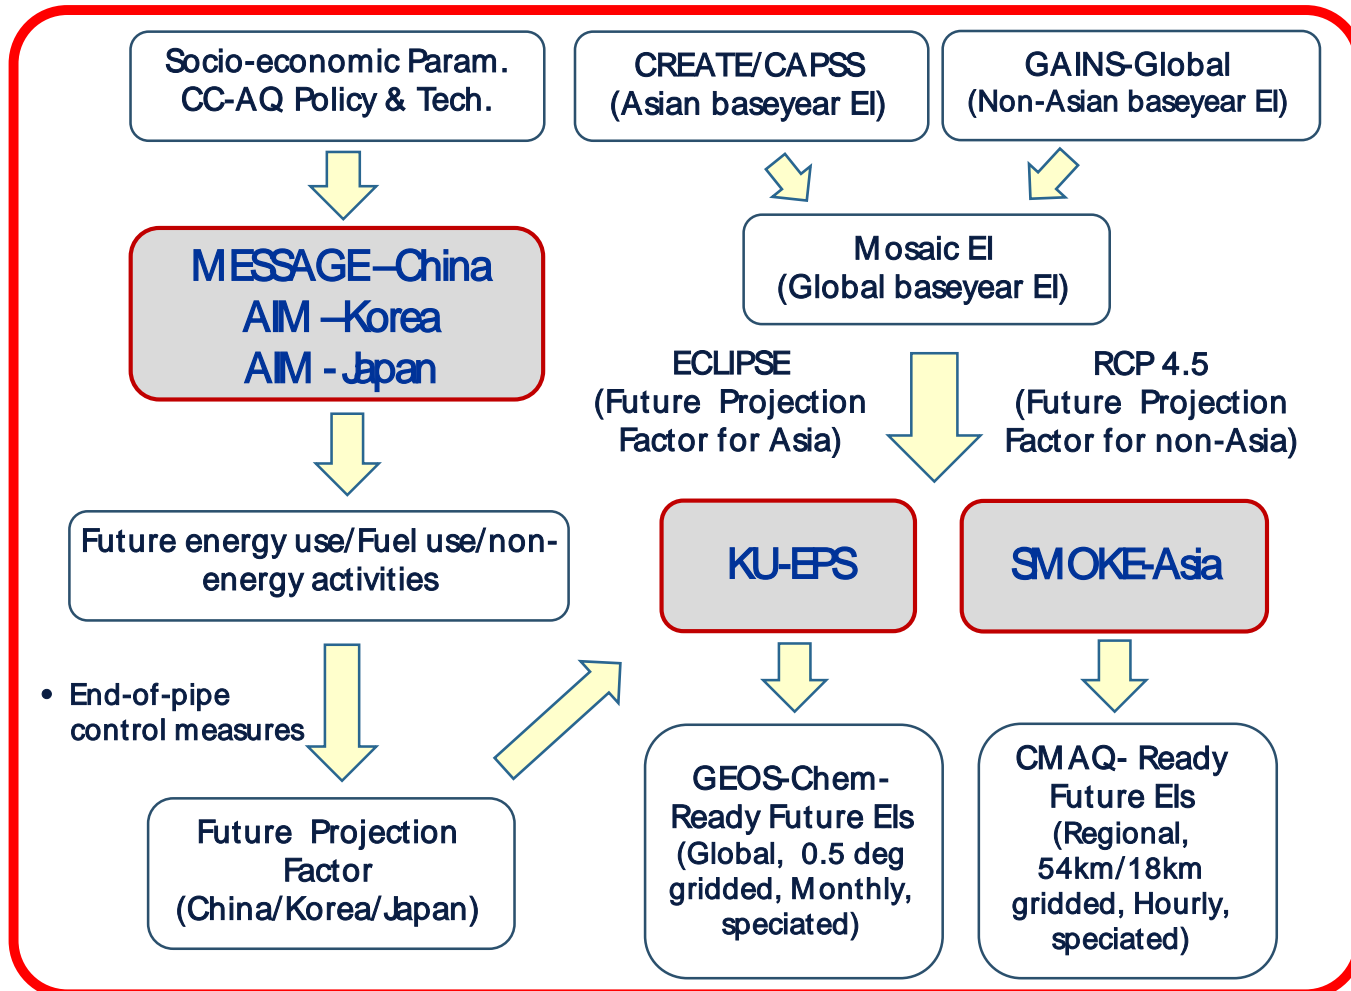 Socio-economic Param.
CC-AQ Policy & Tech.
CREATE/CAPSS
(Asian baseyear EI)
GAINS-Global
(Non-Asian baseyear EI)
MESSAGE–China
AIM –Korea
AIM - Japan
Mosaic EI
(Global baseyear EI)
ECLIPSE
(Future Projection
Factor for Asia)
RCP 4.5
(Future Projection
Factor for non-Asia)
Future energy use/Fuel use/non-
energy activities
KU-EPS
SMOKE-Asia
• End-of-pipe
control measures
Future Projection
Factor
(China/Korea/Japan)
GEOS-Chem-
Ready Future EIs
(Global, 0.5 deg
gridded, Monthly,
speciated)
CMAQ- Ready
Future EIs
(Regional,
54km/18km
gridded, Hourly,
speciated)